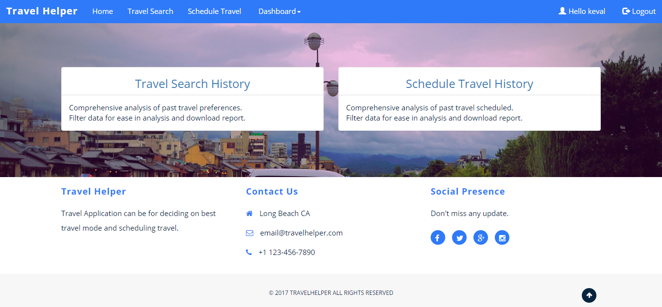 Travel Helper Home Travel Search Schedule Travel Dashboard Hello keval Logout
Travel Search History
Comprehensive analysis of past travel preferences.
Filter data for ease in analysis and download report.
Schedule Travel History
Comprehensive analysis of past travel scheduled.
Filter data for ease in analysis and download report.
Travel Helper
Travel Application can be for deciding on best
travel mode and scheduling travel.
Contact Us
Long Beach CA
email@travelhelper.com
+1 123-456-7890
Social Presence
Don't miss any update.
© 2017 TRAVELHELPER ALL RIGHTS RESERVED